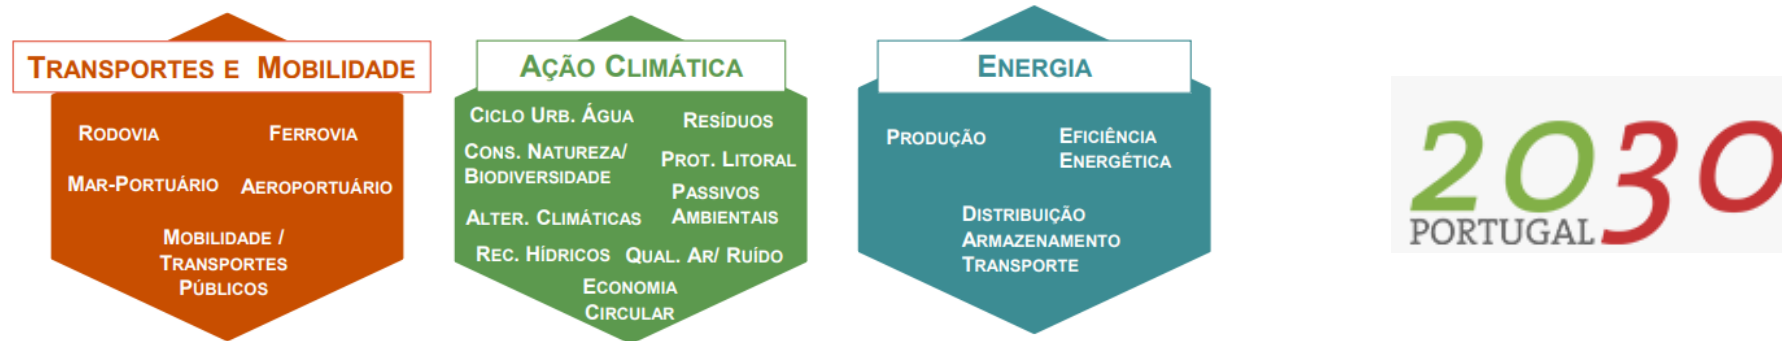 TRANSPORTES E MOBILIDADE
RODOVIA
FERROVIA
MAR-PORTUÁRIO
AEROPORTUÁRIO
MOBILIDADE /
TRANSPORTES
PÚBLICOS
AÇÃO CLIMÁTICA
CICLO URB. ÁGUA
RESÍDUOS
CONS. NATUREZA/
BIODIVERSIDADE
PROT. LITORAL
PASSIVOS
AMBIENTAIS
ALTER. CLIMÁTICAS
REC. HÍDRICOS
QUAL. AR/ RUÍDO
ECONOMIA
CIRCULAR
ENERGIA
PRODUÇÃO
EFICIÊNCIA
ENERGÉTICA
DISTRIBUIÇÃO
ARMAZENAMENTO
TRANSPORTE
2030
PORTUGAL